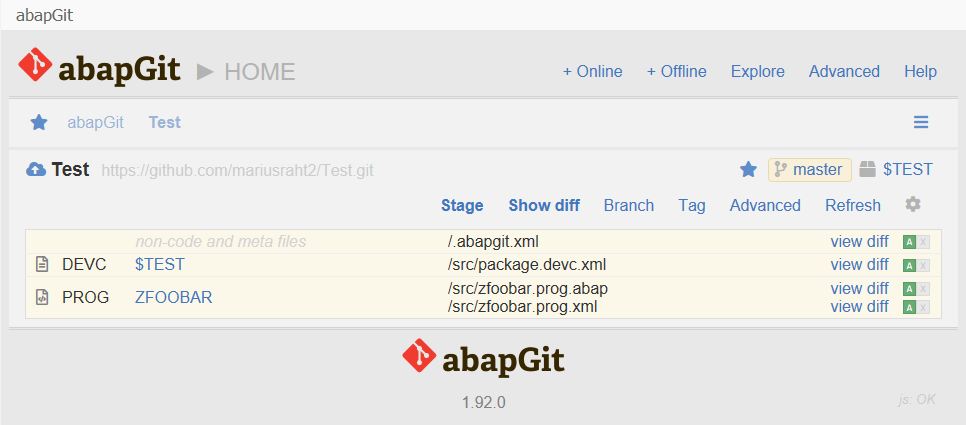 abapGit
abapGit ▶ HOME + Online + Offline Explore Advanced Help
abapGit Test
Test https://github.com/mariusraht2/Test.git master $TEST
Stage Show diff Branch Tag Advanced Refresh
non-code and meta files /.abapgit.xml view diff A X
DEVC $TEST /src/package.devc.xml view diff A X
PROG ZFOOBAR /src/zfoobar.prog.abap view diff A X
/src/zfoobar.prog.xml view diff A X
abapGit
1.92.0 js: OK